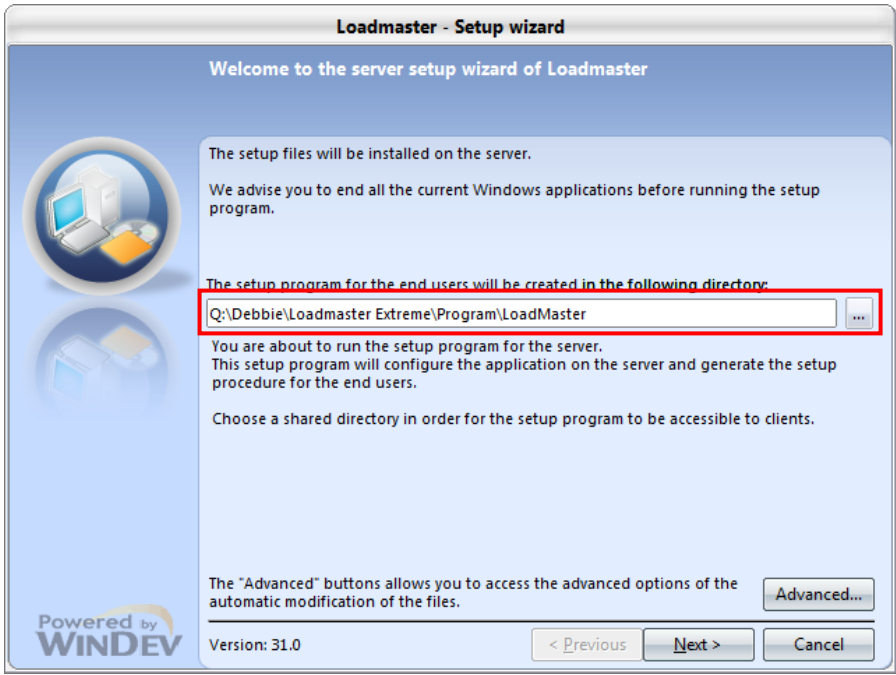 Loadmaster - Setup wizard
Welcome to the server setup wizard of Loadmaster
The setup files will be installed on the server.
We advise you to end all the current Windows applications before running the setup
program.
The setup program for the end users will be created in the following directory:
Q:\Debbie\Loadmaster Extreme\Program\LoadMaster
...
You are about to run the setup program for the server.
This setup program will configure the application on the server and generate the setup
procedure for the end users.
Choose a shared directory in order for the setup program to be accessible to clients.
The "Advanced" buttons allows you to access the advanced options of the
automatic modification of the files.
Advanced...
Powered by
WINDEV
Version: 31.0
< Previous
Next >
Cancel